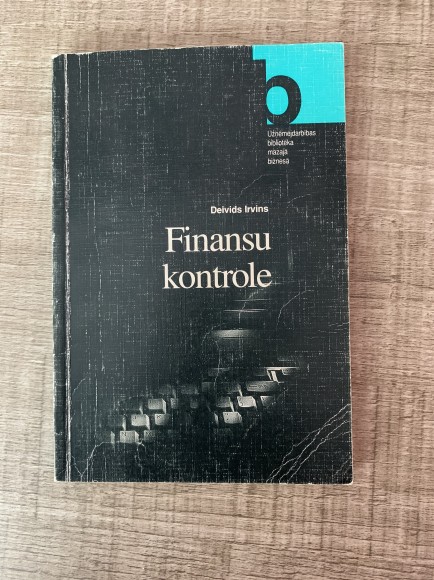 b
Uzņēmējdarbības
bibliotēka
mazajā
biznesā
Deivids Irvins
Finansu
kontrole